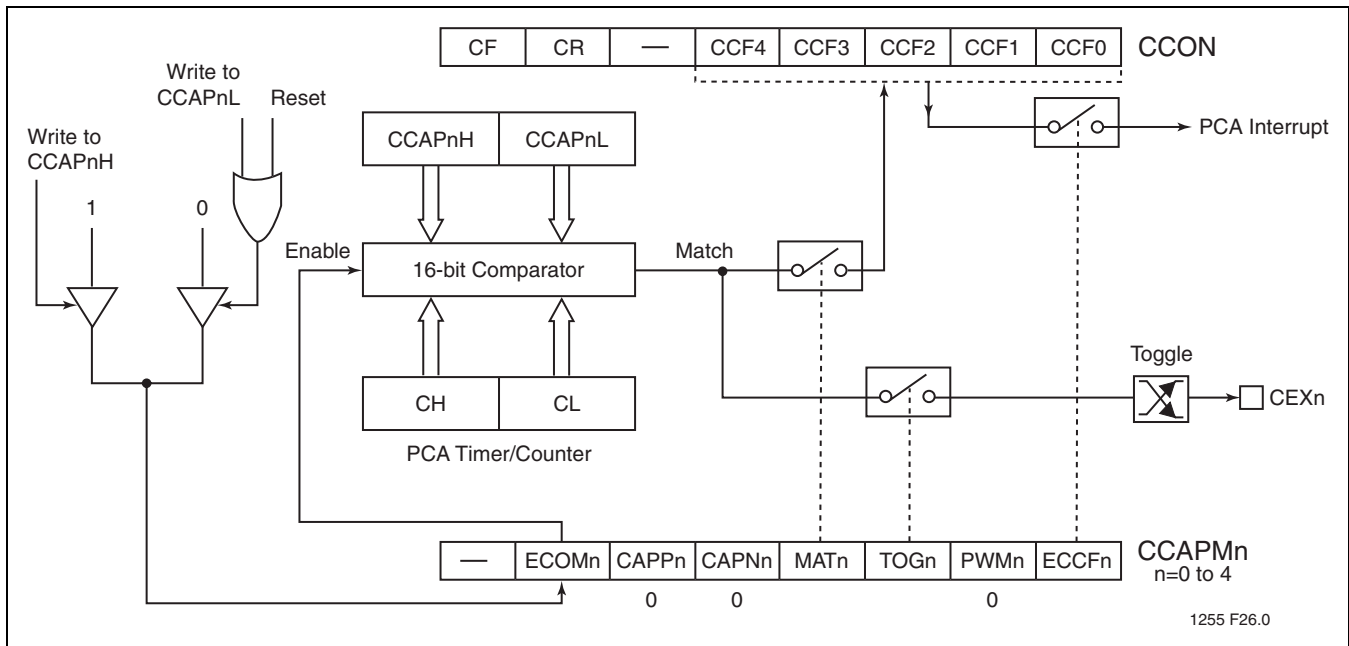 CF CR — CCF4 CCF3 CCF2 CCF1 CCF0 CCON
Write to
CCAPnL Reset
Write to
CCAPnH
CCAPnH CCAPnL
PCA Interrupt
1 0
Enable
16-bit Comparator
Match
Toggle
CH CL
CEXn
PCA Timer/Counter
— ECOMn CAPPn CAPNn MATn TOGn PWMn ECCFn CCAPMn
n=0 to 4
0 0 0
1255 F26.0